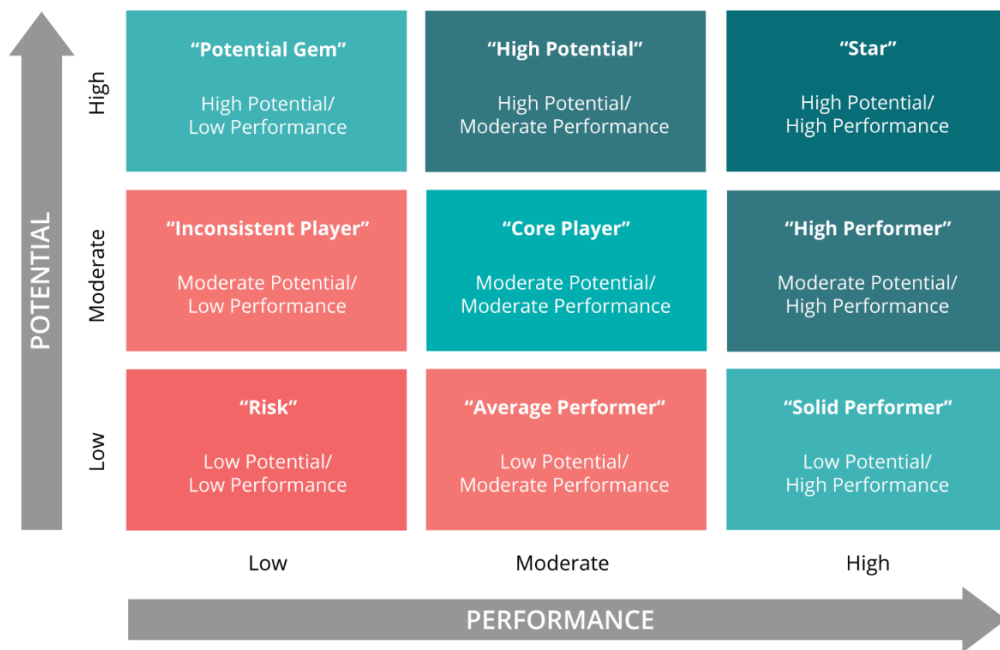 POTENTIAL
High
“Potential Gem”
High Potential/
Low Performance
“High Potential”
High Potential/
Moderate Performance
“Star”
High Potential/
High Performance
Moderate
“Inconsistent Player”
Moderate Potential/
Low Performance
“Core Player”
Moderate Potential/
Moderate Performance
“High Performer”
Moderate Potential/
High Performance
Low
“Risk”
Low Potential/
Low Performance
“Average Performer”
Low Potential/
Moderate Performance
“Solid Performer”
Low Potential/
High Performance
Low
Moderate
High
PERFORMANCE